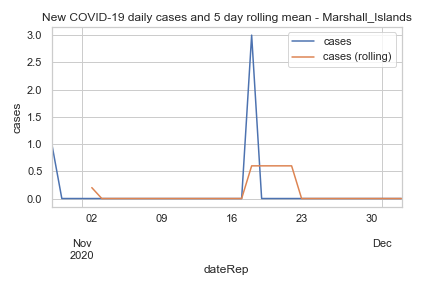 New COVID-19 daily cases and 5 day rolling mean - Marshall_Islands
cases
cases (rolling)
cases
3.0
2.5
2.0
1.5
1.0
0.5
0.0
02 09 16 23 30
Nov Dec
2020
dateRep